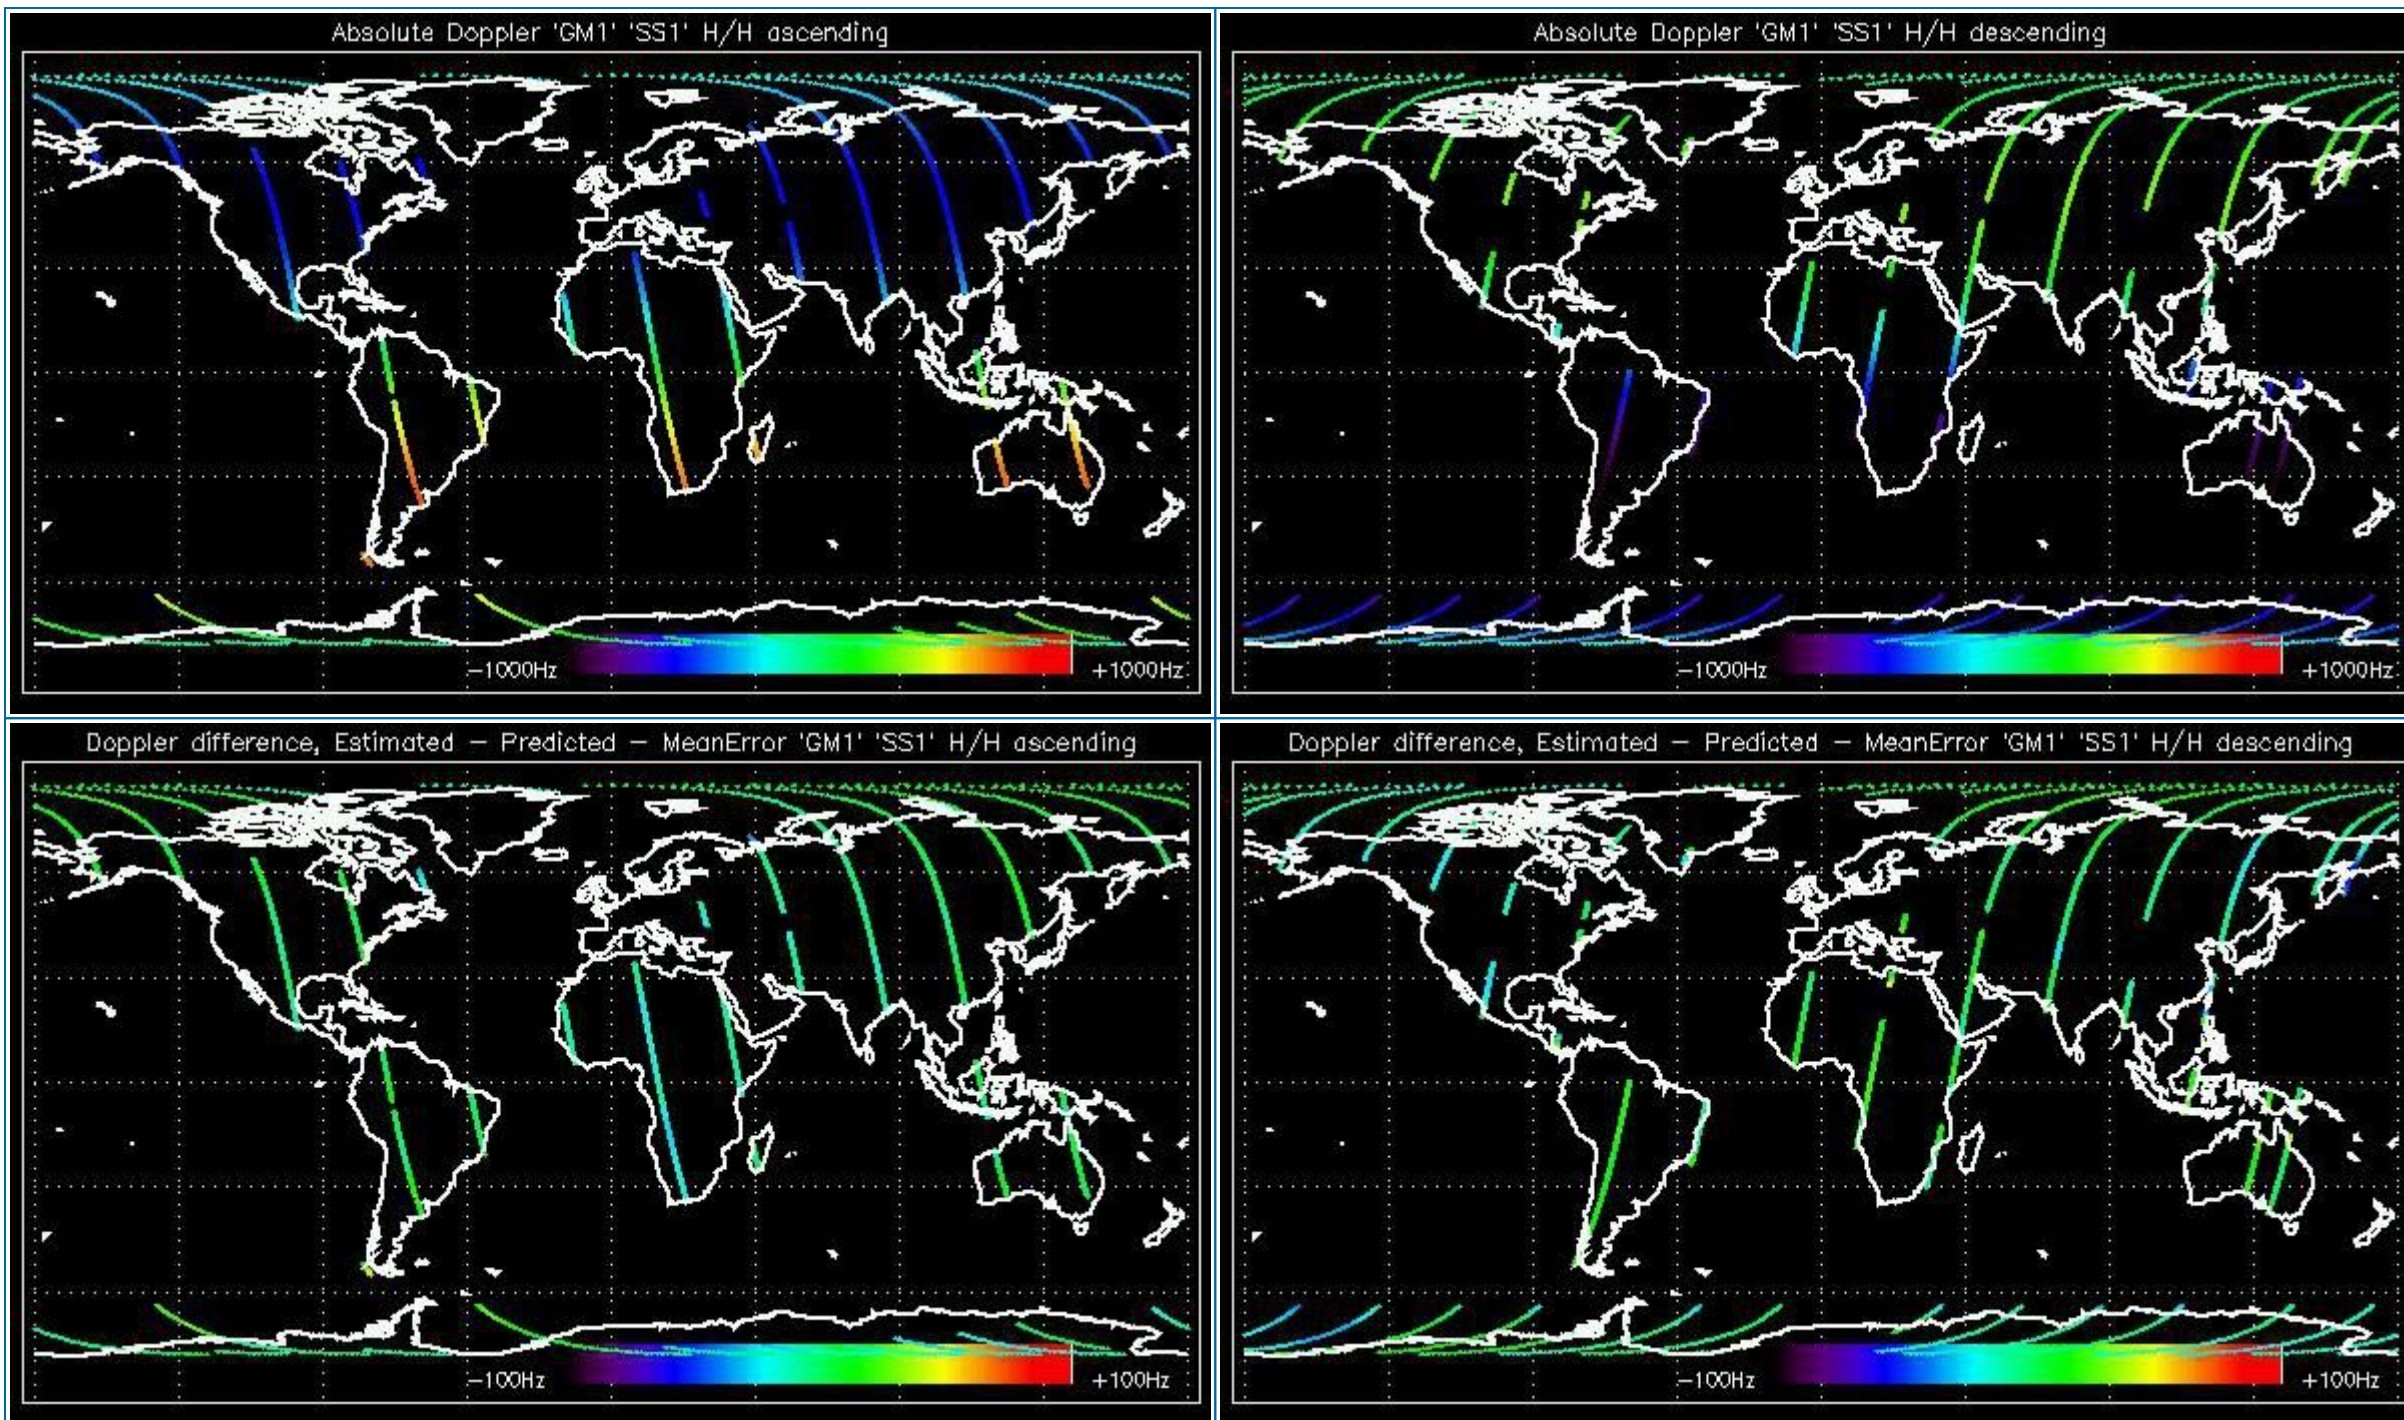 Absolute Doppler 'GM1' 'SS1' H/H ascending
-1000Hz +1000Hz
Absolute Doppler 'GM1' 'SS1' H/H descending
-1000Hz +1000Hz
Doppler difference, Estimated - Predicted - MeanError 'GM1' 'SS1' H/H ascending
-100Hz +100Hz
Doppler difference, Estimated - Predicted - MeanError 'GM1' 'SS1' H/H descending
-100Hz +100Hz